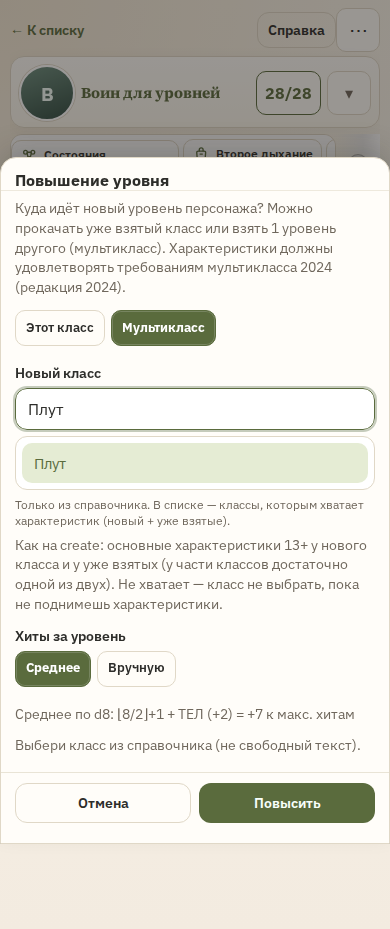 ← К списку
Справка
···
В
Воин для уровней
28/28
▼
Состояния
Второе дыхание
Повышение уровня
Куда идёт новый уровень персонажа? Можно
прокачать уже взятый класс или взять 1 уровень
другого (мультикласс). Характеристики должны
удовлетворять требованиям мультикласса 2024
(редакция 2024).
Этот класс
Мультикласс
Новый класс
Плут
Плут
Только из справочника. В списке — классы, которым хватает
характеристик (новый + уже взятые).
Как на create: основные характеристики 13+ у нового
класса и у уже взятых (у части классов достаточно
одной из двух). Не хватает — класс не выбрать, пока
не поднимешь характеристики.
Хиты за уровень
Среднее
Вручную
Среднее по d8: ⌊8/2⌋+1 + ТЕЛ (+2) = +7 к макс. хитам
Выбери класс из справочника (не свободный текст).
Отмена
Повысить